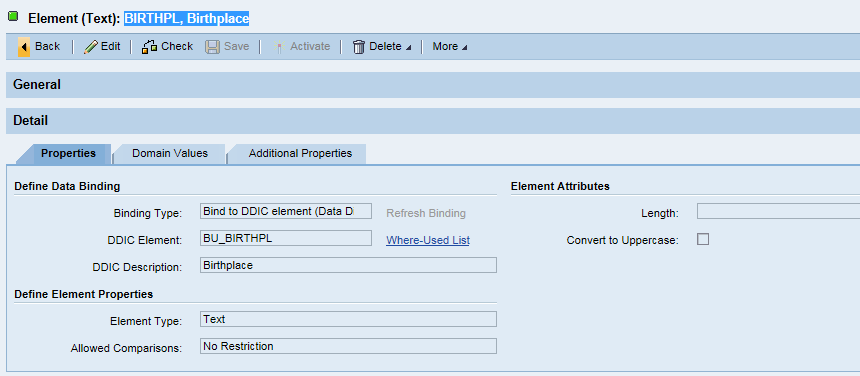 Element (Text): BIRTHPL, Birthplace
Back Edit Check Save Activate Delete More
General
Detail
Properties Domain Values Additional Properties
Define Data Binding Element Attributes
Binding Type: Bind to DDIC element (Data D Refresh Binding Length:
DDIC Element: BU_BIRTHPL Where-Used List Convert to Uppercase:
DDIC Description: Birthplace
Define Element Properties
Element Type: Text
Allowed Comparisons: No Restriction